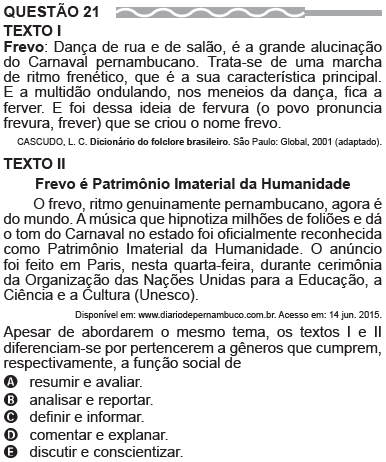 QUESTÃO 21
TEXTO I
Frevo: Dança de rua e de salão, é a grande alucinação
do Carnaval pernambucano. Trata-se de uma marcha
de ritmo frenético, que é a sua característica principal.
E a multidão ondulando, nos meneios da dança, fica a
ferver. E foi dessa ideia de fervura (o povo pronuncia
frevura, frever) que se criou o nome frevo.
CASCUDO, L. C. Dicionário do folclore brasileiro. São Paulo: Global, 2001 (adaptado).
TEXTO II
Frevo é Patrimônio Imaterial da Humanidade
O frevo, ritmo genuinamente pernambucano, agora é
do mundo. A música que hipnotiza milhões de foliões e dá
o tom do Carnaval no estado foi oficialmente reconhecida
como Patrimônio Imaterial da Humanidade. O anúncio
foi feito em Paris, nesta quarta-feira, durante cerimônia
da Organização das Nações Unidas para a Educação, a
Ciência e a Cultura (Unesco).
Disponível em: www.diariodepernambuco.com.br. Acesso em: 14 jun. 2015.
Apesar de abordarem o mesmo tema, os textos I e II
diferenciam-se por pertencerem a gêneros que cumprem,
respectivamente, a função social de
A resumir e avaliar.
B analisar e reportar.
C definir e informar.
D comentar e explanar.
E discutir e conscientizar.